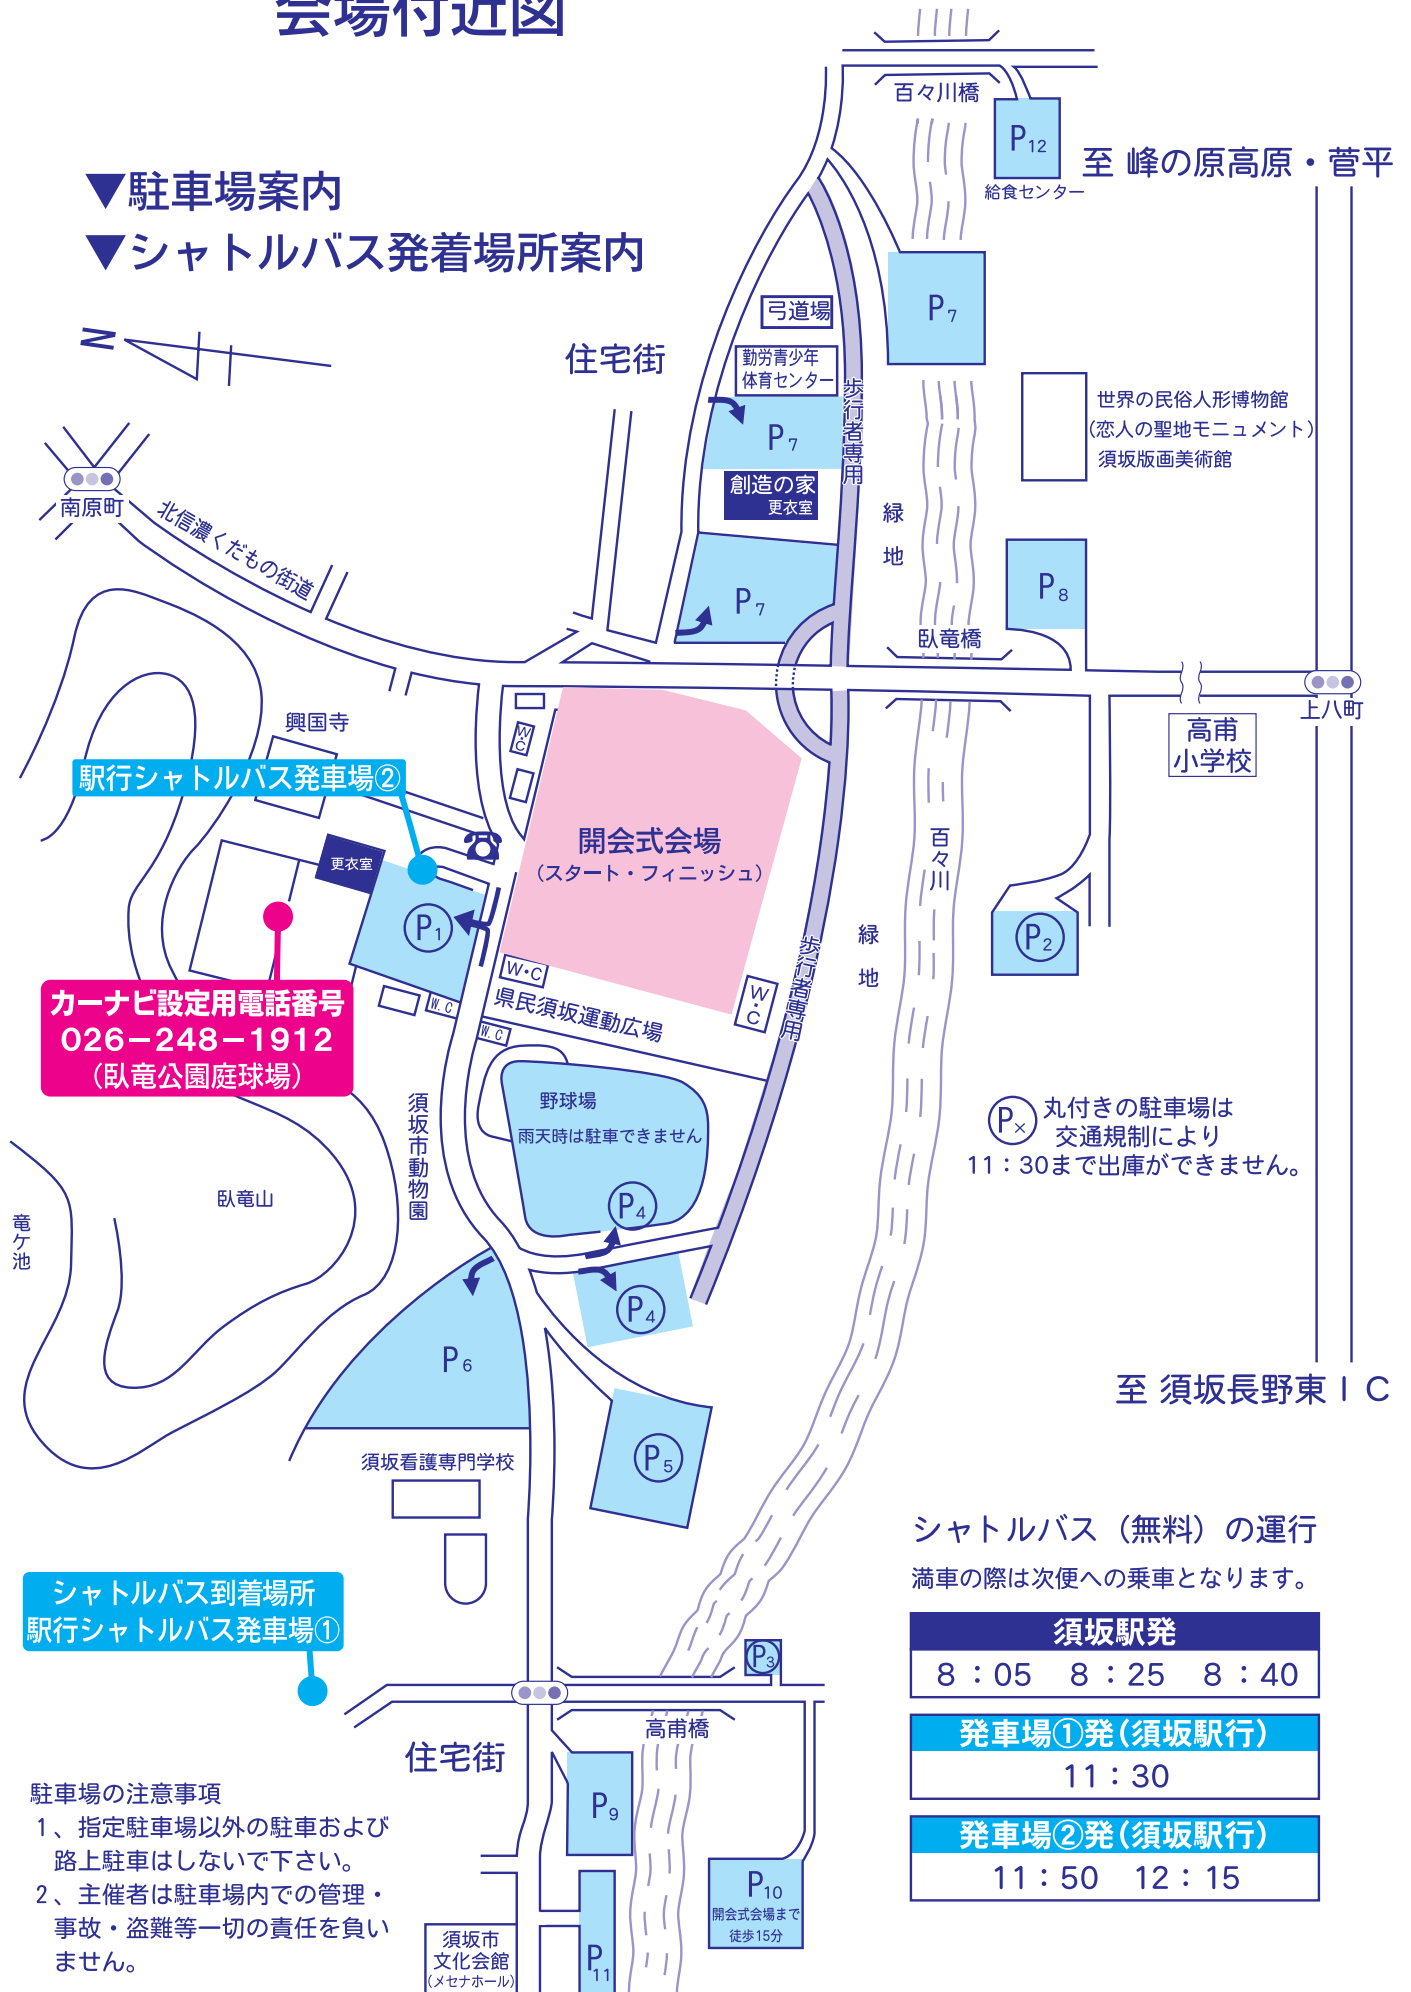 会場付近図
▼駐車場案内
▼シャトルバス発着場所案内
N
百々川橋
P12
給食センター
至 峰の原高原・菅平
P7
弓道場
勤労青少年
体育センター
住宅街
P7
歩行者専用
創造の家
更衣室
世界の民俗人形博物館
(恋人の聖地モニュメント)
須坂版画美術館
緑地
P8
P7
臥竜橋
南原町
北信濃くだもの街道
上八町
高甫
小学校
興国寺
W・C
駅行シャトルバス発車場②
開会式会場
(スタート・フィニッシュ)
百々川
更衣室
P1
P2
緑地
歩行者専用
W・C
W・C
県民須坂運動広場
W.C
W.C
カーナビ設定用電話番号
026-248-1912
(臥竜公園庭球場)
須坂市動物園
野球場
雨天時は駐車できません
P4
P×
丸付きの駐車場は
交通規制により
11：30まで出庫ができません。
臥竜山
竜ケ池
P4
P6
至 須坂長野東IC
P5
須坂看護専門学校
シャトルバス（無料）の運行
満車の際は次便への乗車となります。
須坂駅発
8：05 8：25 8：40
発車場①発(須坂駅行)
11：30
発車場②発(須坂駅行)
11：50 12：15
シャトルバス到着場所
駅行シャトルバス発車場①
P3
高甫橋
住宅街
P9
P10
開会式会場まで
徒歩15分
P11
須坂市
文化会館
(メセナホール)
駐車場の注意事項
1、指定駐車場以外の駐車および
路上駐車はしないで下さい。
2、主催者は駐車場内での管理・
事故・盗難等一切の責任を負い
ません。